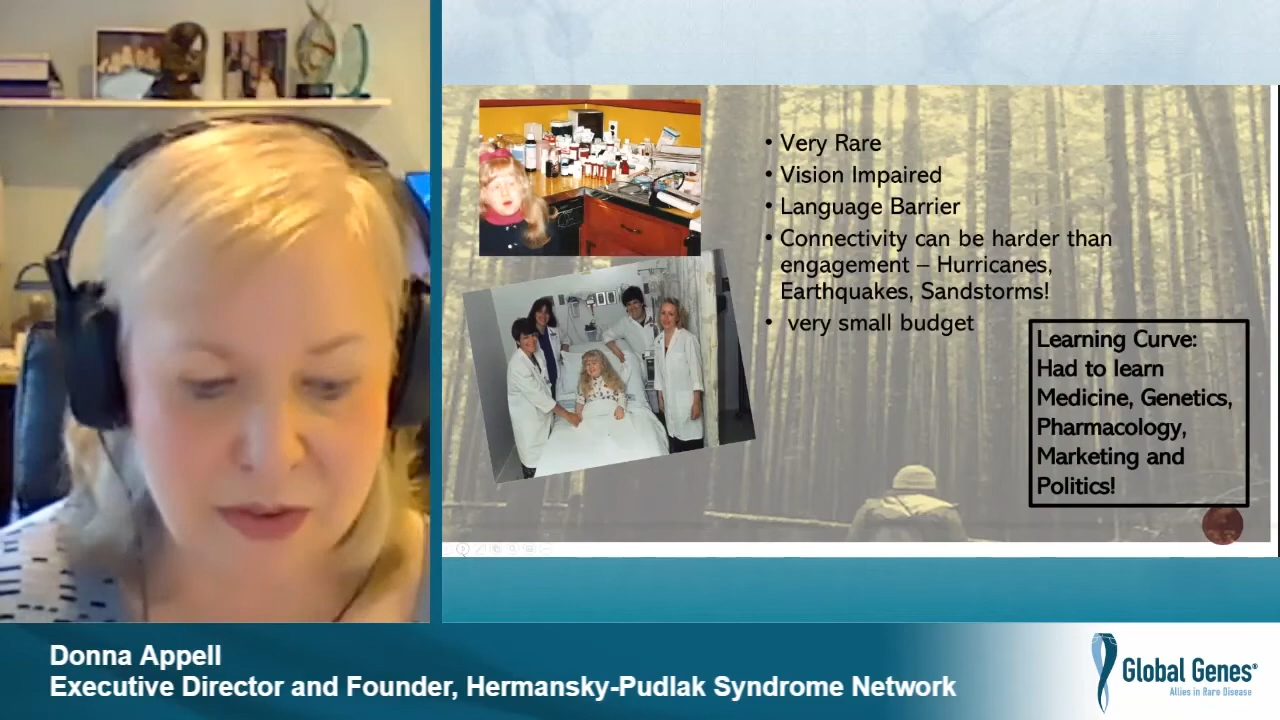 • Very Rare
• Vision Impaired
• Language Barrier
• Connectivity can be harder than
engagement – Hurricanes,
Earthquakes, Sandstorms!
• very small budget
Learning Curve:
Had to learn
Medicine, Genetics,
Pharmacology,
Marketing and
Politics!
Donna Appell
Executive Director and Founder, Hermansky-Pudlak Syndrome Network
Global Genes®
Allies in Rare Disease